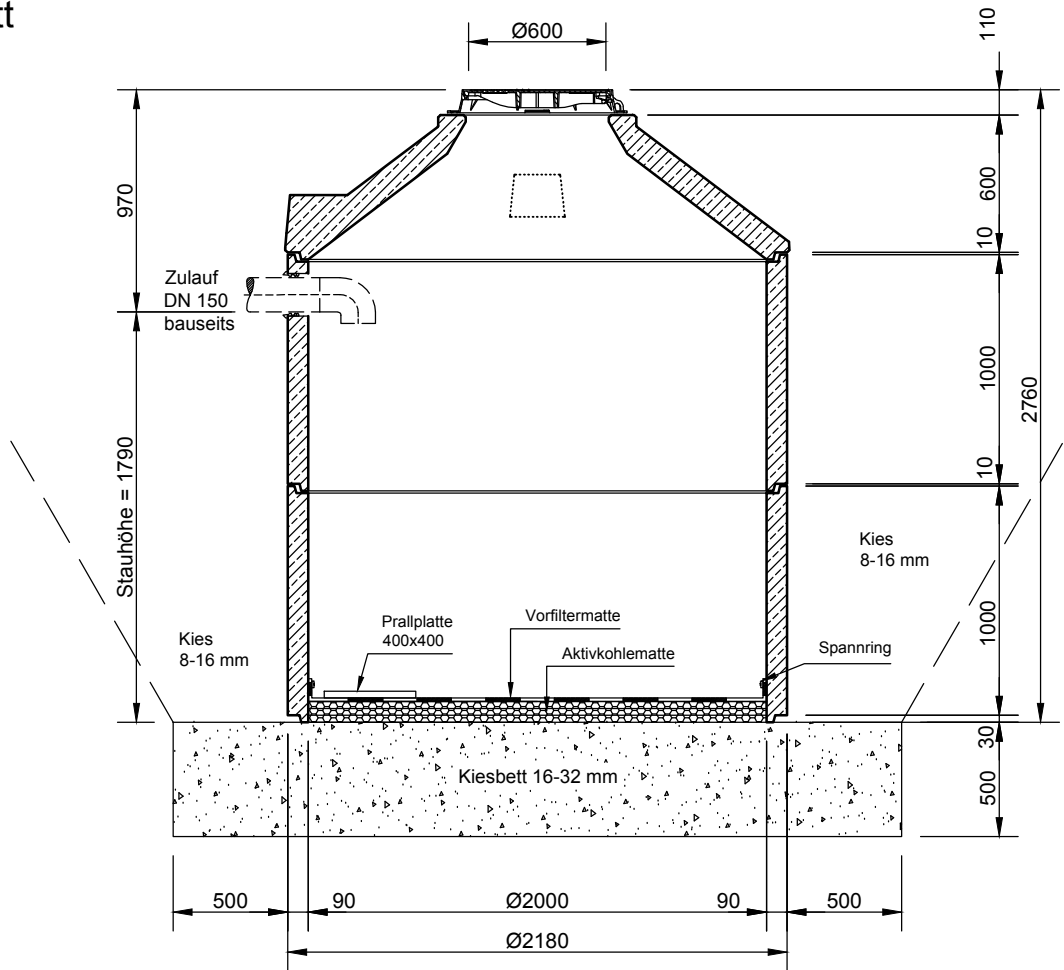 Ø600
110
970
600
10
Zulauf
DN 150
bauseits
1000
2760
10
Stauhöhe = 1790
Kies
8-16 mm
1000
Prallplatte
400x400
Vorfiltermatte
Aktivkohlematte
Spannring
Kies
8-16 mm
30
Kiesbett 16-32 mm
500
500
90
Ø2000
90
500
Ø2180